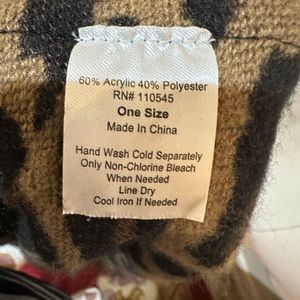 60% Acrylic 40% Polyester
RN# 110545
One Size
Made In China
Hand Wash Cold Separately
Only Non-Chlorine Bleach
When Needed
Line Dry
Cool Iron If Needed